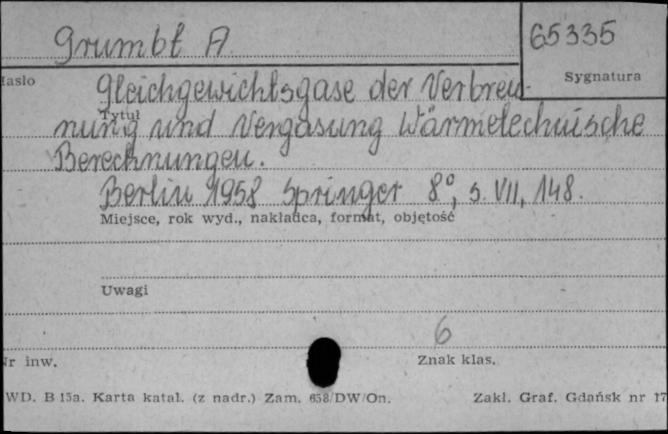 Grumbt A
65335
Hasło
Sygnatura
Gleichgewichtsgase der Verbren-
Tytuł
nung und Vergasung Wärmetechnische
Berechnungen.
Berlin 1958 Springer 8°, s. VII, 148.
Miejsce, rok wyd., nakładca, format, objętość
Uwagi
6
Nr inw.
Znak klas.
WD. B 15a. Karta katal. (z nadr.) Zam. 658/DW/On.
Zakł. Graf. Gdańsk nr 17